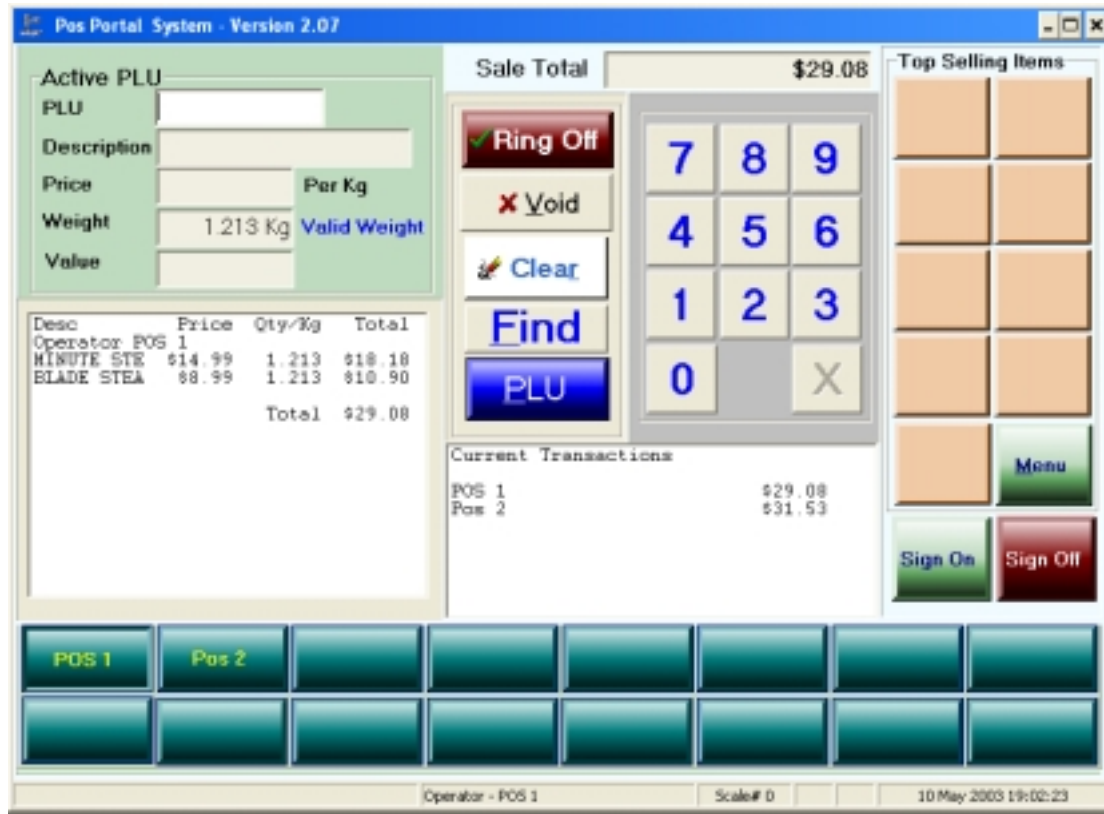 Pos Portal System - Version 2.07
Active PLU
PLU
Description
Price Per Kg
Weight 1.213 Kg Valid Weight
Value
Desc Price Qty/Kg Total
Operator POS 1
MINUTE STE $14.99 1.213 $18.18
BLADE STEA $8.99 1.213 $10.90
Total $29.08
Sale Total $29.08
Ring Off
Void
Clear
Find
PLU
7 8 9
4 5 6
1 2 3
0 X
Current Transactions
POS 1 $29.08
Pos 2 $31.53
Top Selling Items
Menu
Sign On Sign Off
POS 1 Pos 2
Operator - POS 1 Scale# 0 10 May 2003 19:02:23